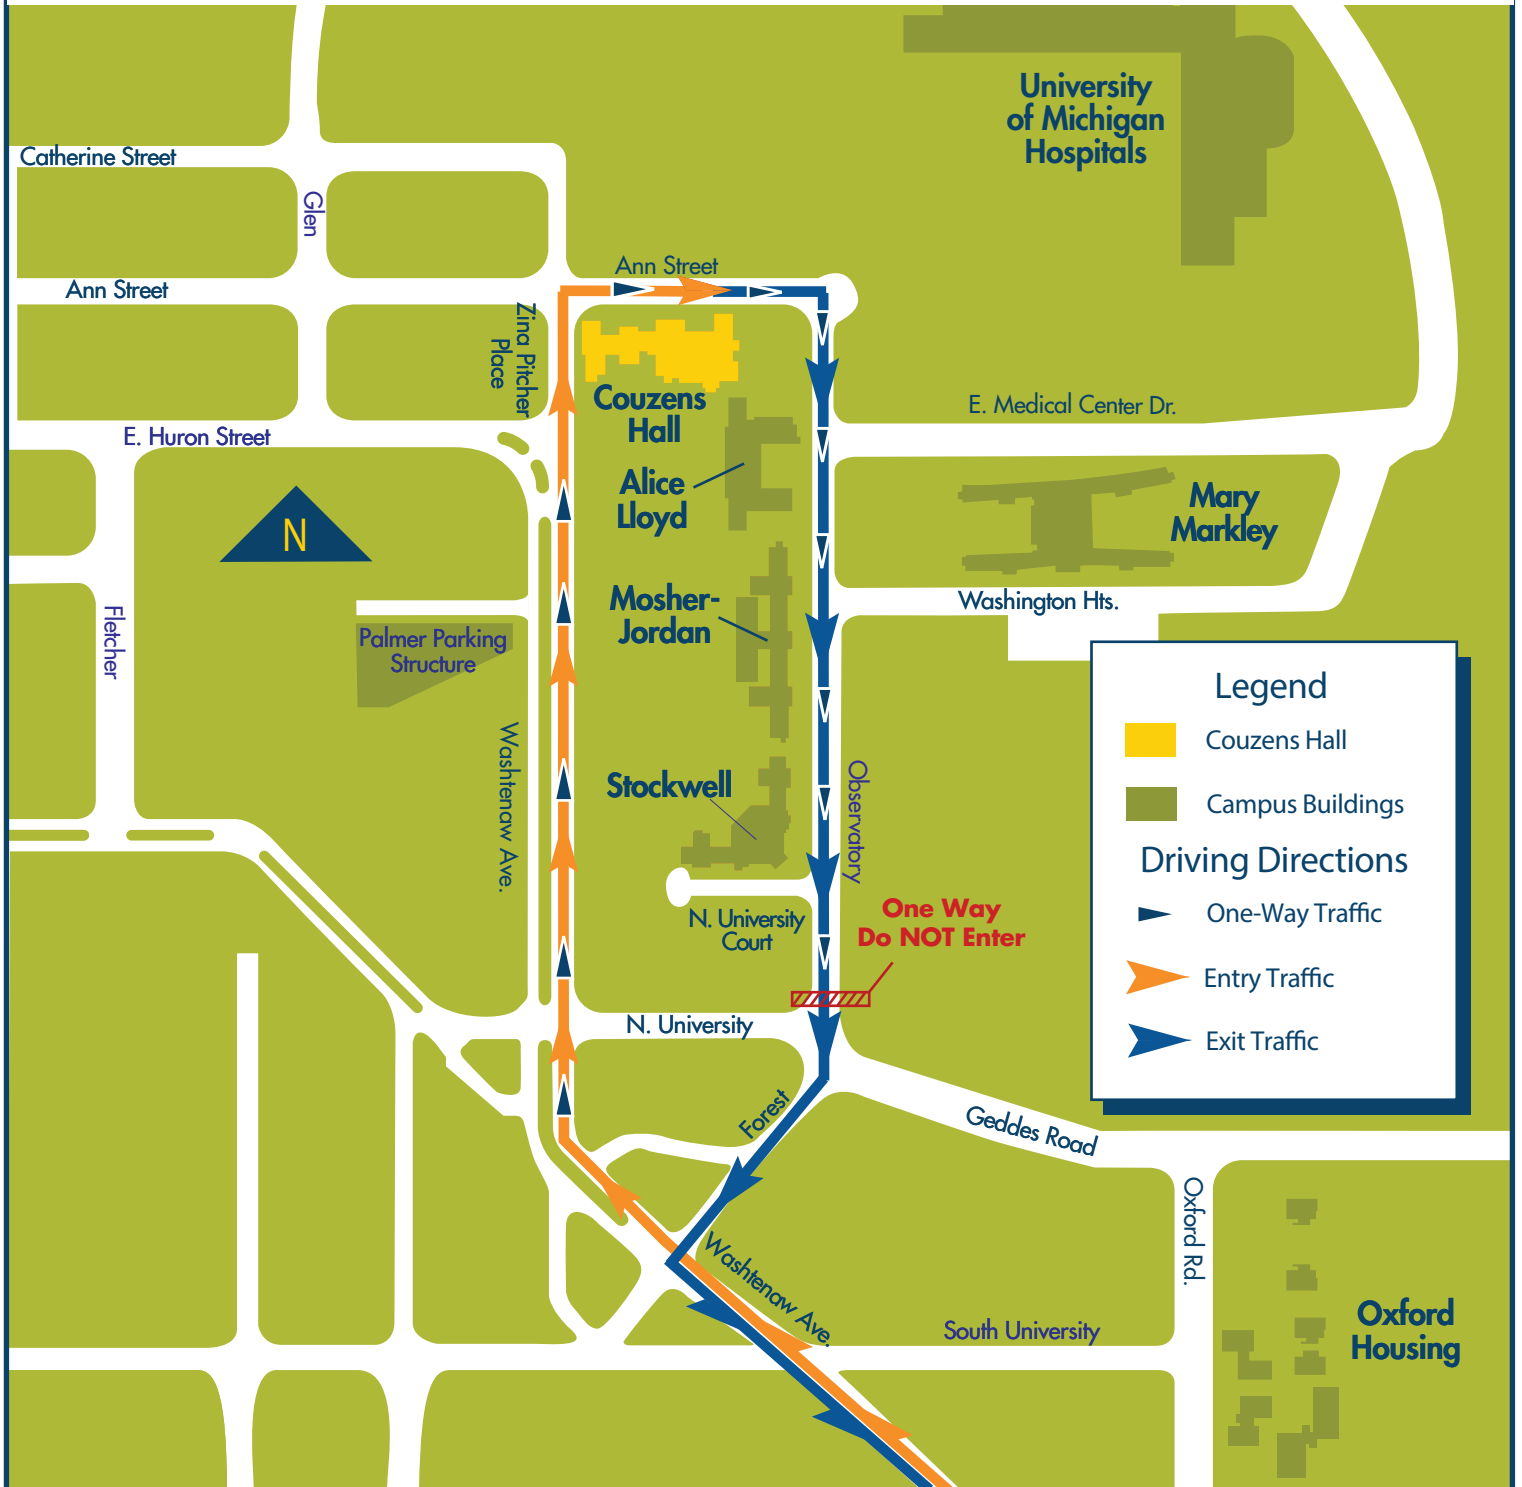 University
of Michigan
Hospitals
Catherine Street
Glen
Ann Street
Ann Street
Zina Pitcher
Place
Couzens
Hall
E. Medical Center Dr.
E. Huron Street
Alice
Lloyd
Mary
Markley
N
Mosher-
Jordan
Washington Hts.
Fletcher
Palmer Parking
Structure
Legend
Couzens Hall
Campus Buildings
Driving Directions
One-Way Traffic
Entry Traffic
Exit Traffic
Washtenaw Ave.
Stockwell
Observatory
N. University
Court
One Way
Do NOT Enter
N. University
Forest
Geddes Road
Oxford Rd.
Washtenaw Ave.
South University
Oxford
Housing